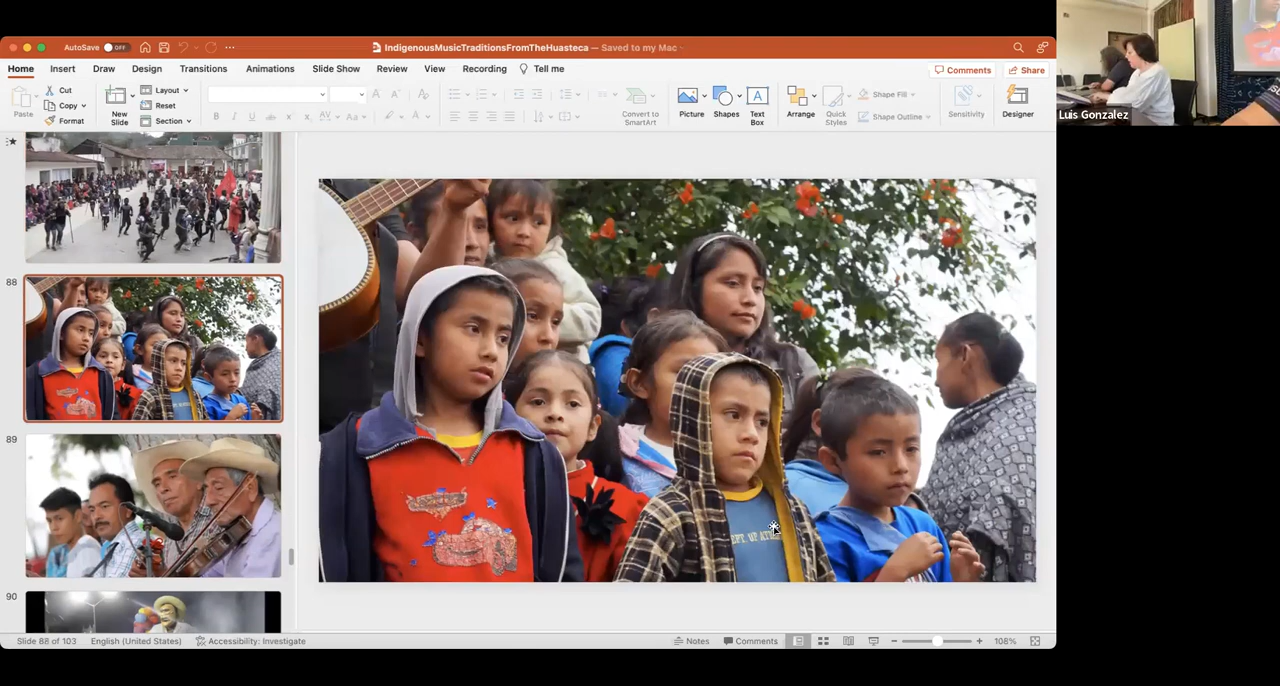 AutoSave OFF
IndigenousMusicTraditionsFromTheHuasteca — Saved to my Mac
Home Insert Draw Design Transitions Animations Slide Show Review View Recording Tell me
Comments Share
Paste
Cut
Copy
Format
New
Slide
Layout
Reset
Section
Convert to
SmartArt
Picture
Shapes
Text
Box
Arrange
Quick
Styles
Shape Fill
Shape Outline
Sensitivity
Designer
Luis Gonzalez
88
89
90
DEPT. OF
Slide 88 of 103 English (United States) Accessibility: Investigate
Notes Comments 108%